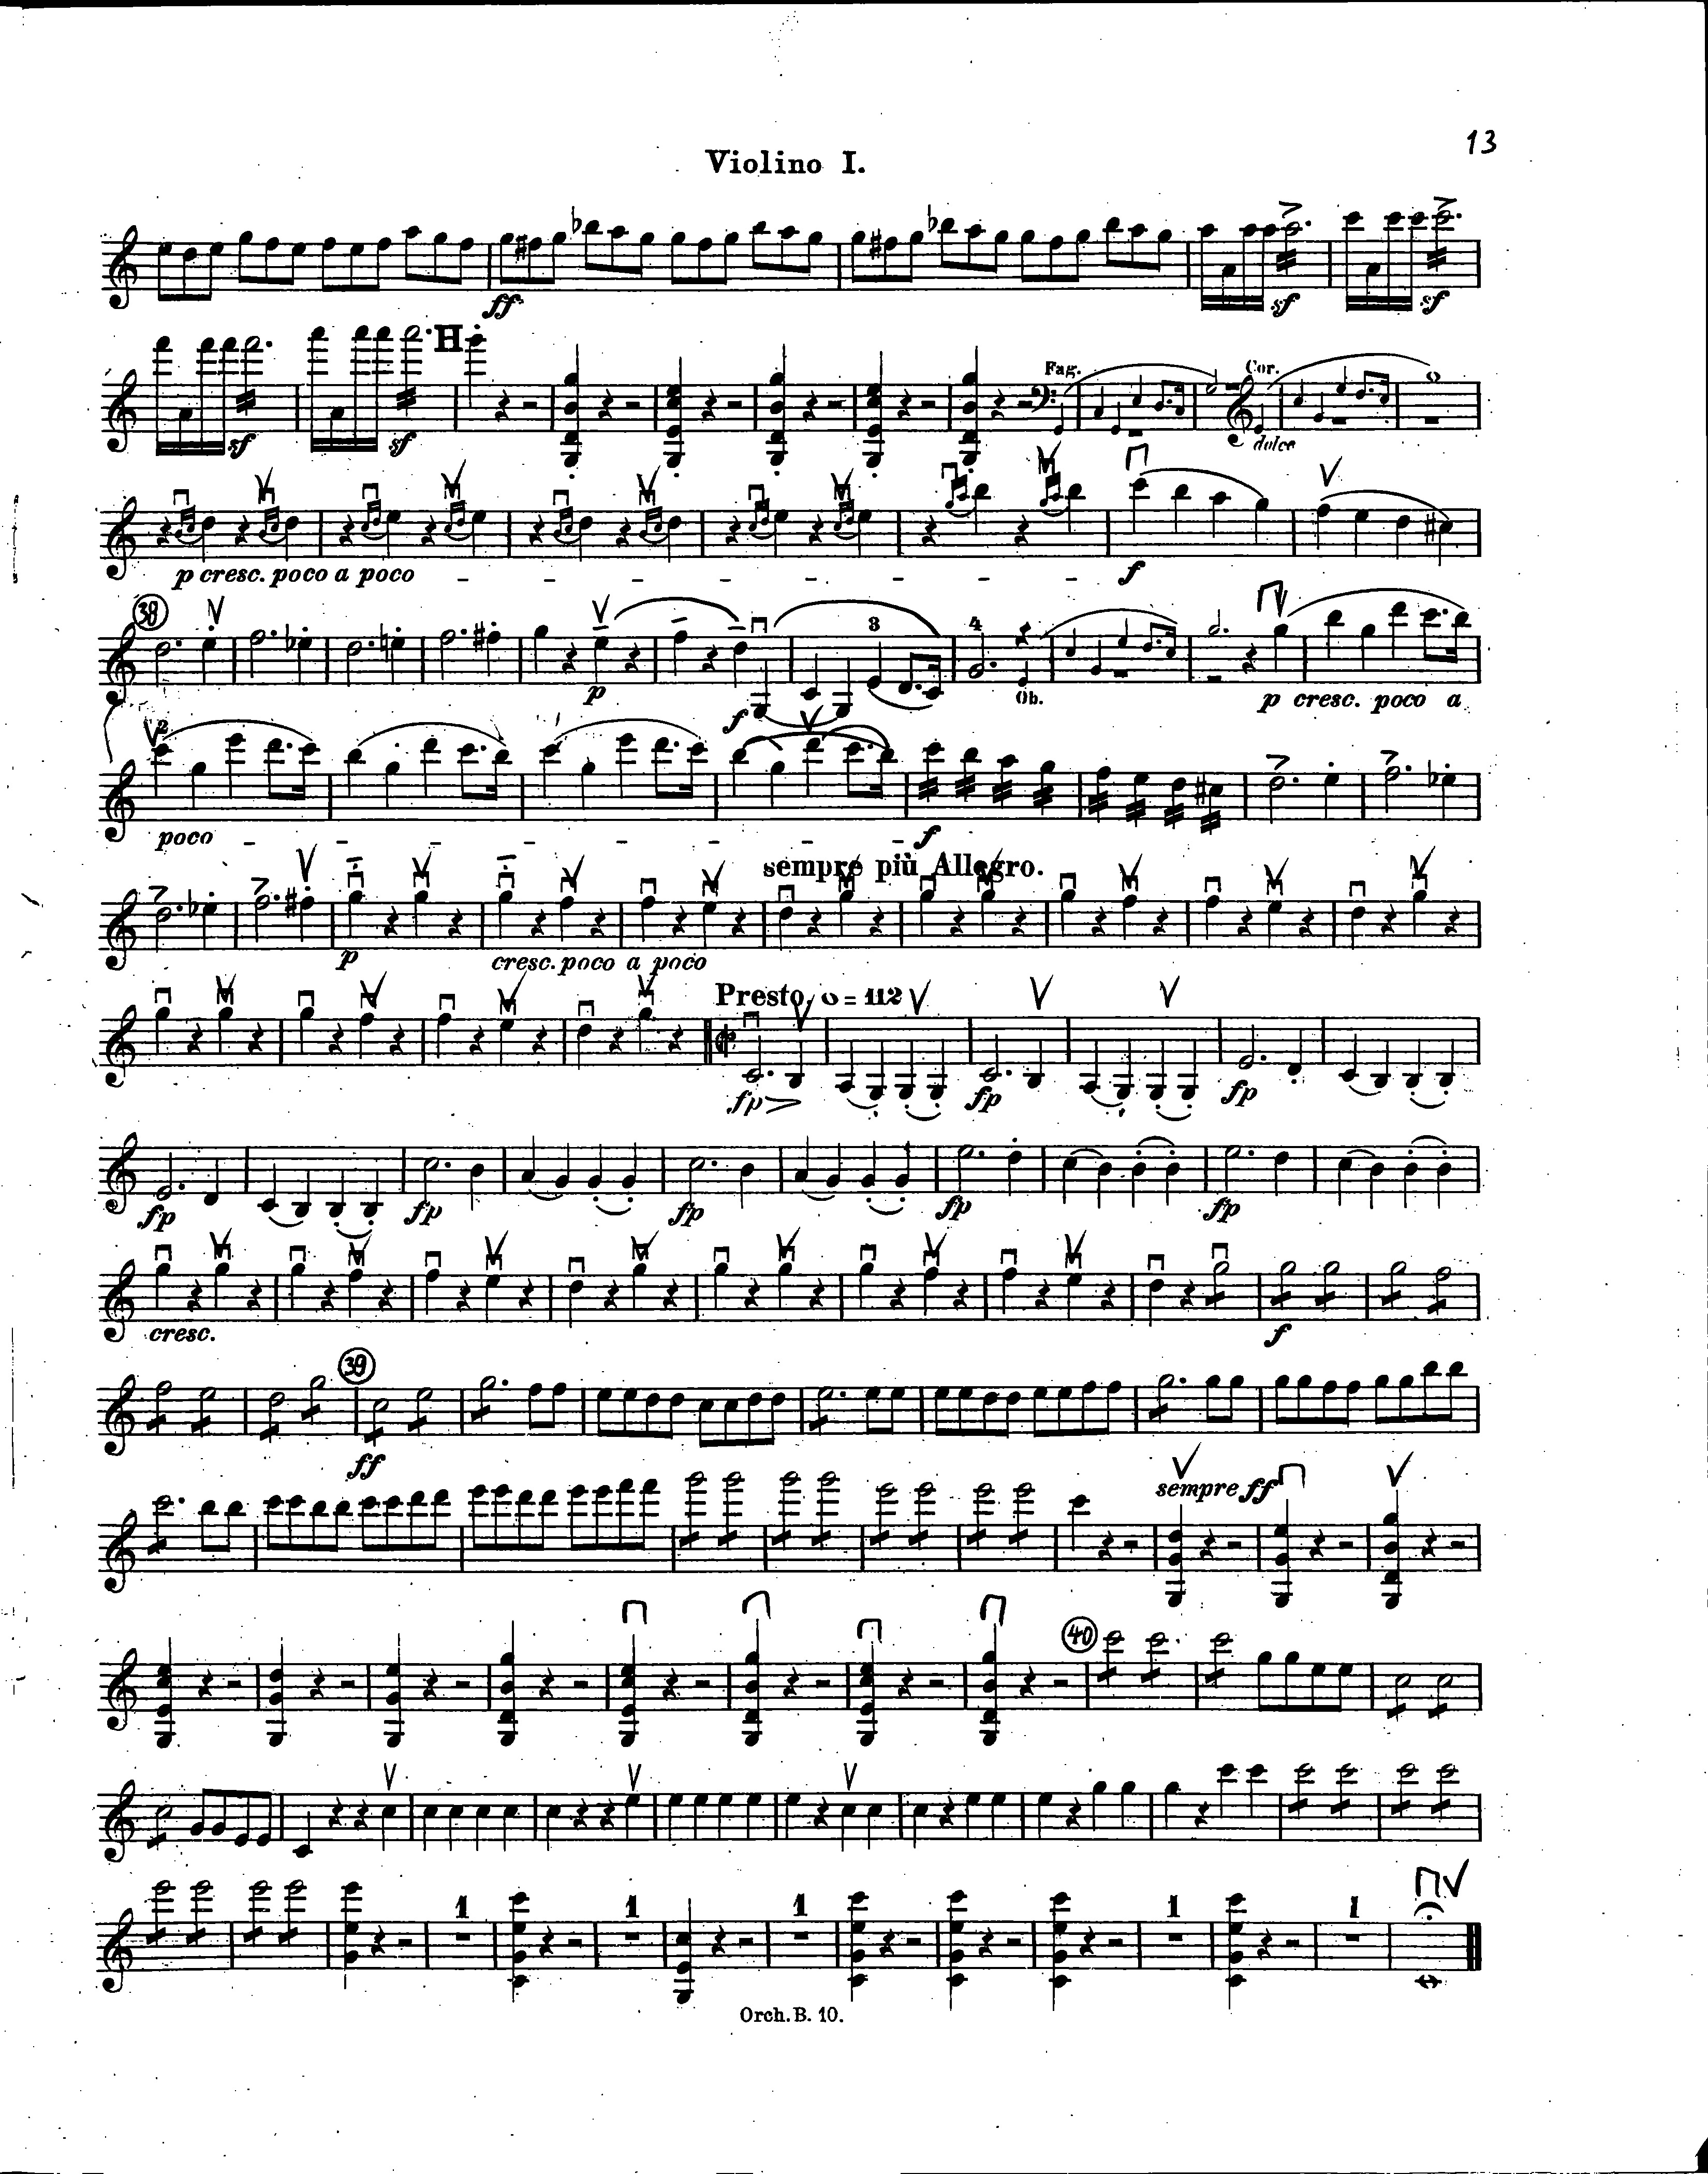 13
Violino I.
ff sf sf
H
Fag. Cor.
sf sf dolce
p cresc. poco a poco f
38
3 4
p f Ob. p cresc. poco a
2
poco f
sempre più Allegro.
p cresc. poco a poco
Presto = 112
fp fp fp
fp fp fp fp fp
cresc. f
39
ff
sempre ff
40
1 1 1 1 1
Orch. B. 10.